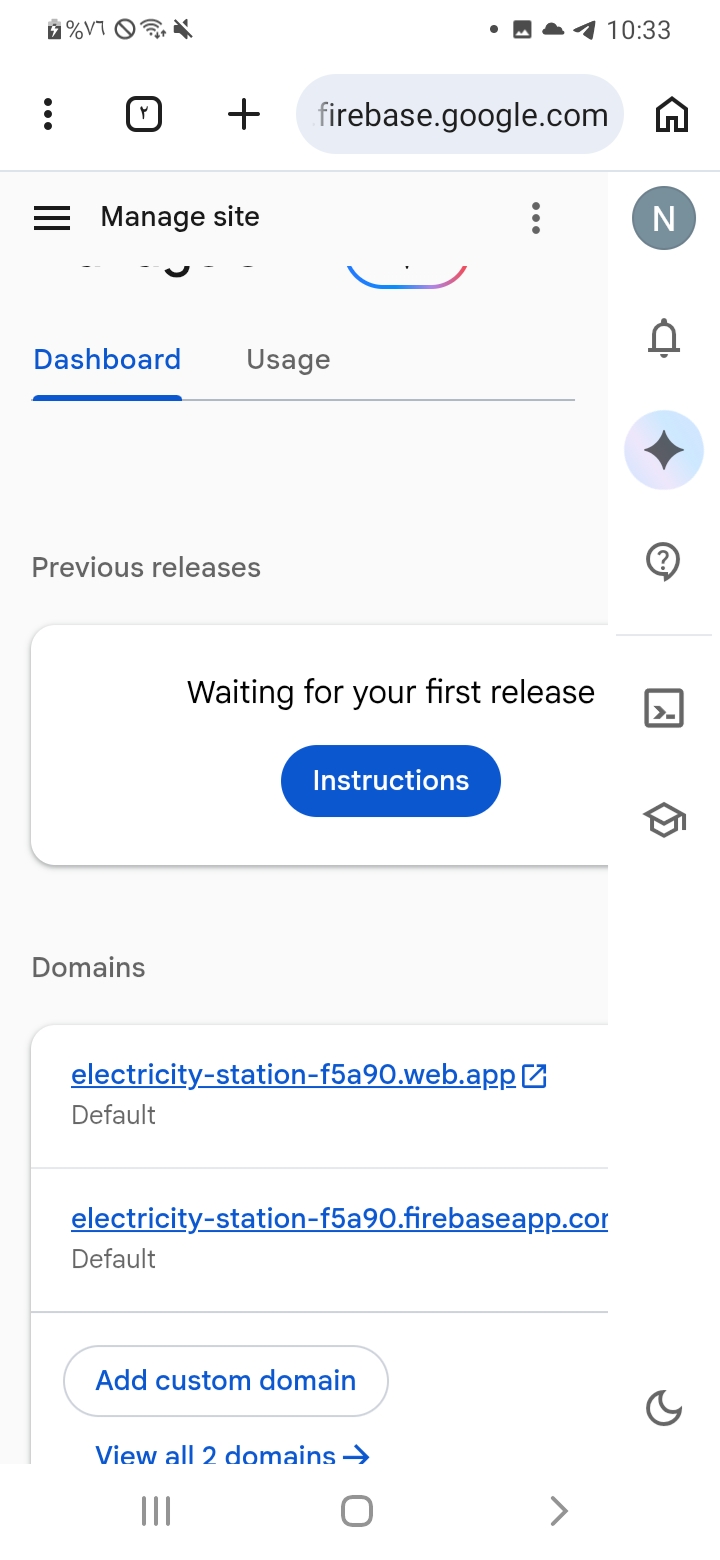 %٧٦
10:33
٢
firebase.google.com
Manage site
N
Dashboard
Usage
Previous releases
Waiting for your first release
Instructions
Domains
electricity-station-f5a90.web.app
Default
electricity-station-f5a90.firebaseapp.cor
Default
Add custom domain
View all 2 domains →